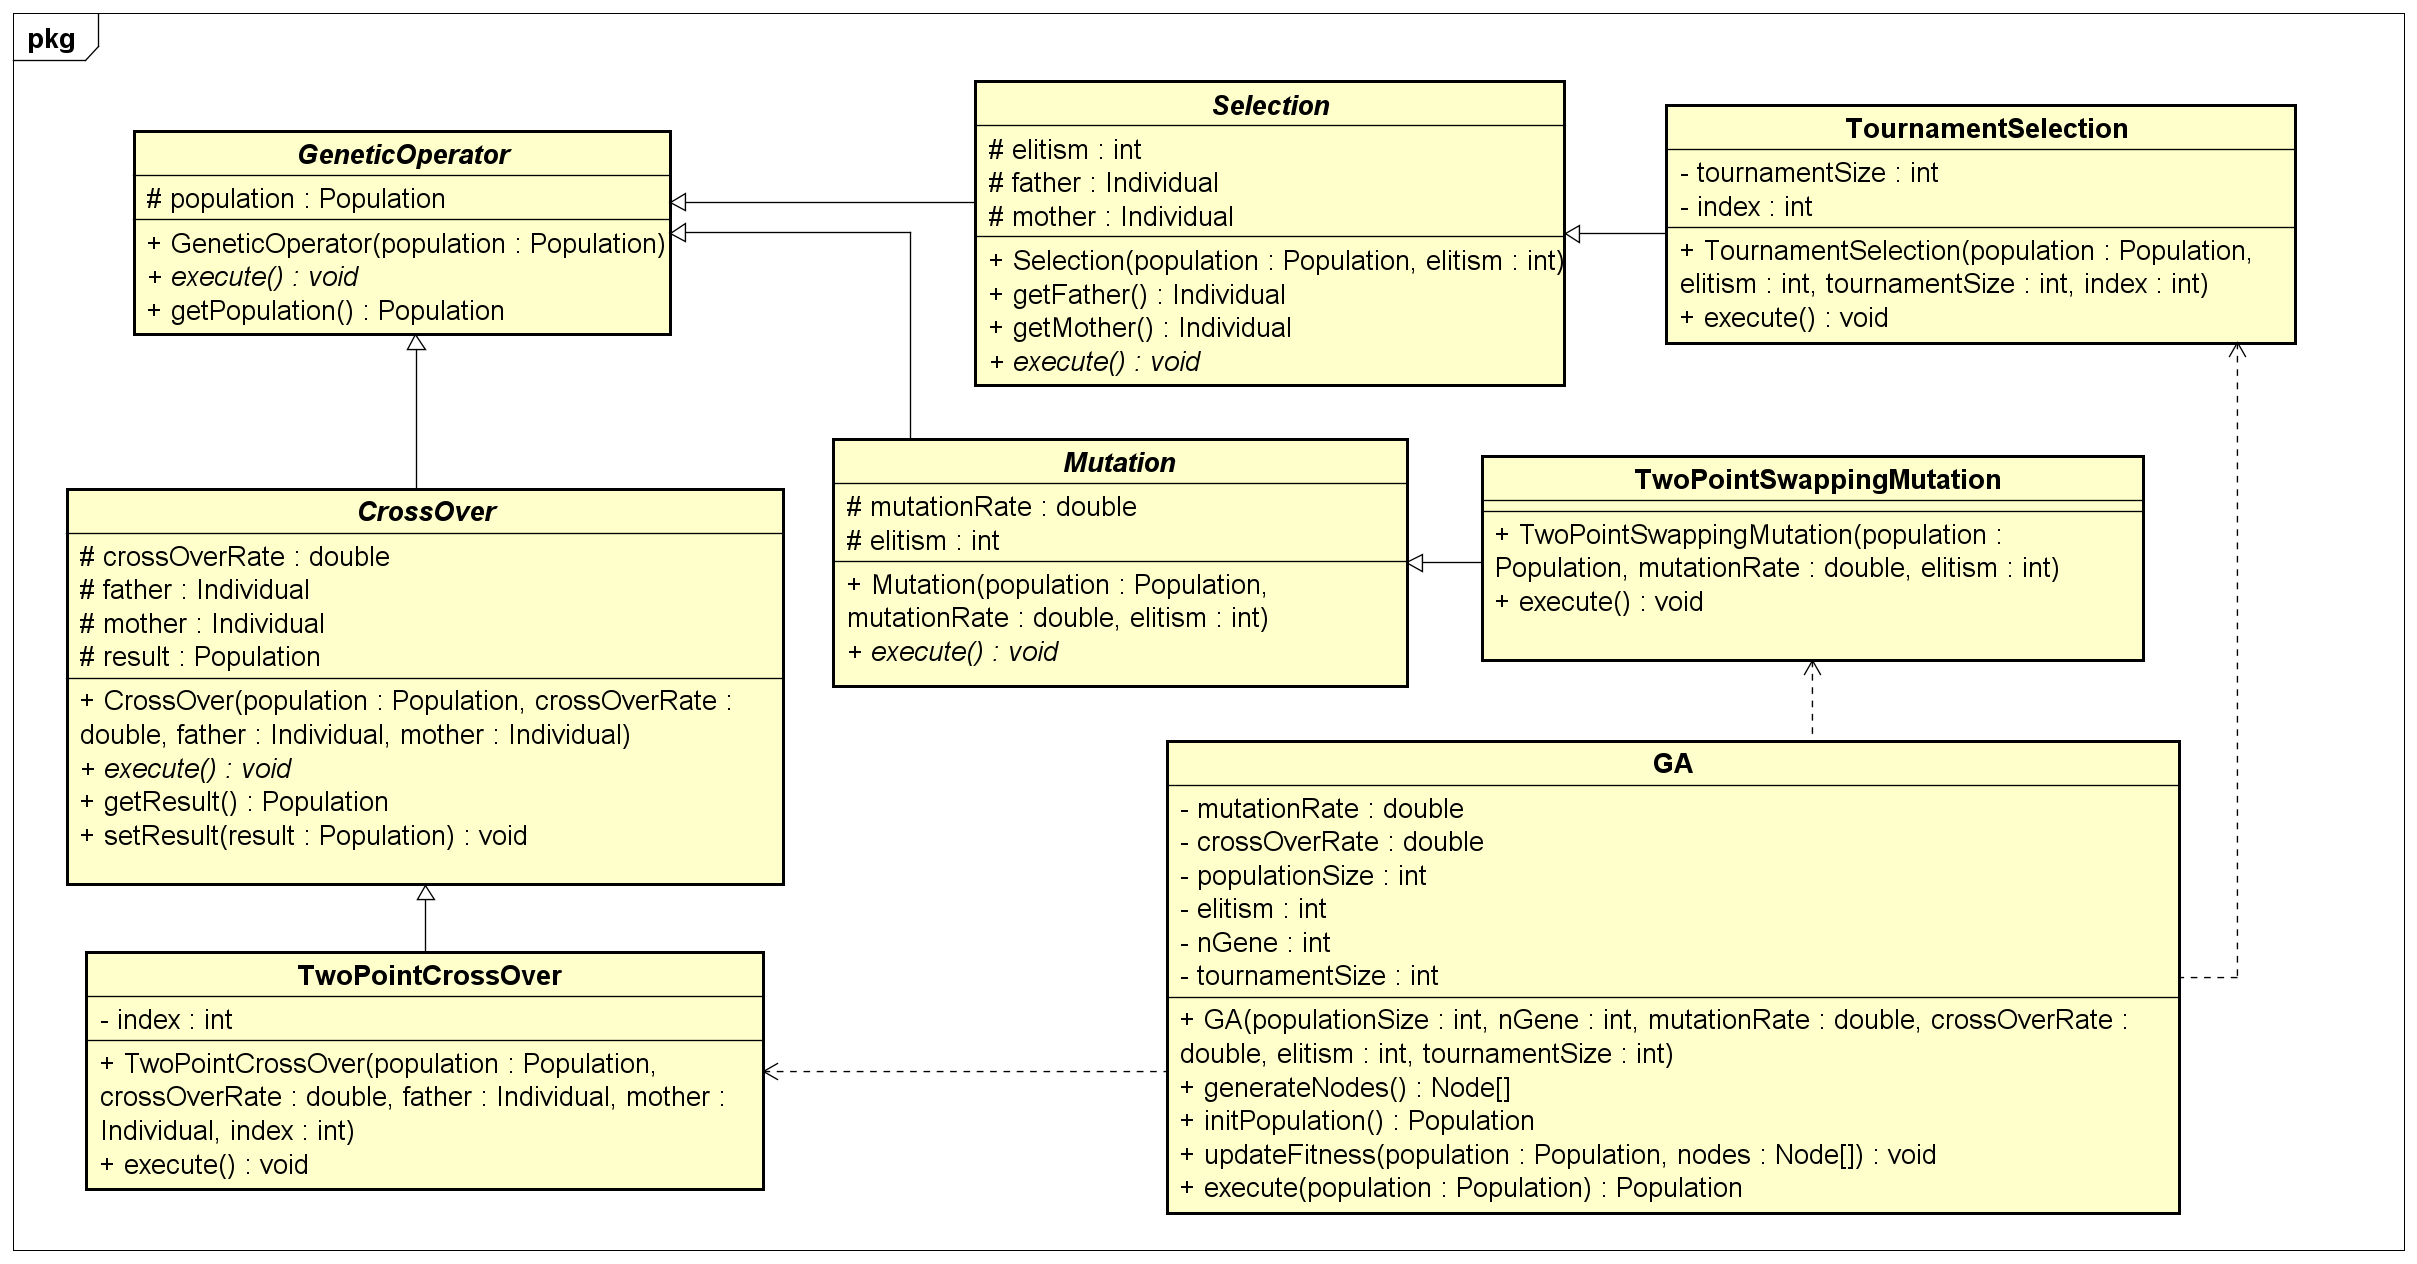 pkg
GeneticOperator
# population : Population
+ GeneticOperator(population : Population)
+ execute() : void
+ getPopulation() : Population
Selection
# elitism : int
# father : Individual
# mother : Individual
+ Selection(population : Population, elitism : int)
+ getFather() : Individual
+ getMother() : Individual
+ execute() : void
TournamentSelection
- tournamentSize : int
- index : int
+ TournamentSelection(population : Population,
elitism : int, tournamentSize : int, index : int)
+ execute() : void
CrossOver
# crossOverRate : double
# father : Individual
# mother : Individual
# result : Population
+ CrossOver(population : Population, crossOverRate :
double, father : Individual, mother : Individual)
+ execute() : void
+ getResult() : Population
+ setResult(result : Population) : void
Mutation
# mutationRate : double
# elitism : int
+ Mutation(population : Population,
mutationRate : double, elitism : int)
+ execute() : void
TwoPointSwappingMutation
+ TwoPointSwappingMutation(population :
Population, mutationRate : double, elitism : int)
+ execute() : void
TwoPointCrossOver
- index : int
+ TwoPointCrossOver(population : Population,
crossOverRate : double, father : Individual, mother :
Individual, index : int)
+ execute() : void
GA
- mutationRate : double
- crossOverRate : double
- populationSize : int
- elitism : int
- nGene : int
- tournamentSize : int
+ GA(populationSize : int, nGene : int, mutationRate : double, crossOverRate :
double, elitism : int, tournamentSize : int)
+ generateNodes() : Node[]
+ initPopulation() : Population
+ updateFitness(population : Population, nodes : Node[]) : void
+ execute(population : Population) : Population